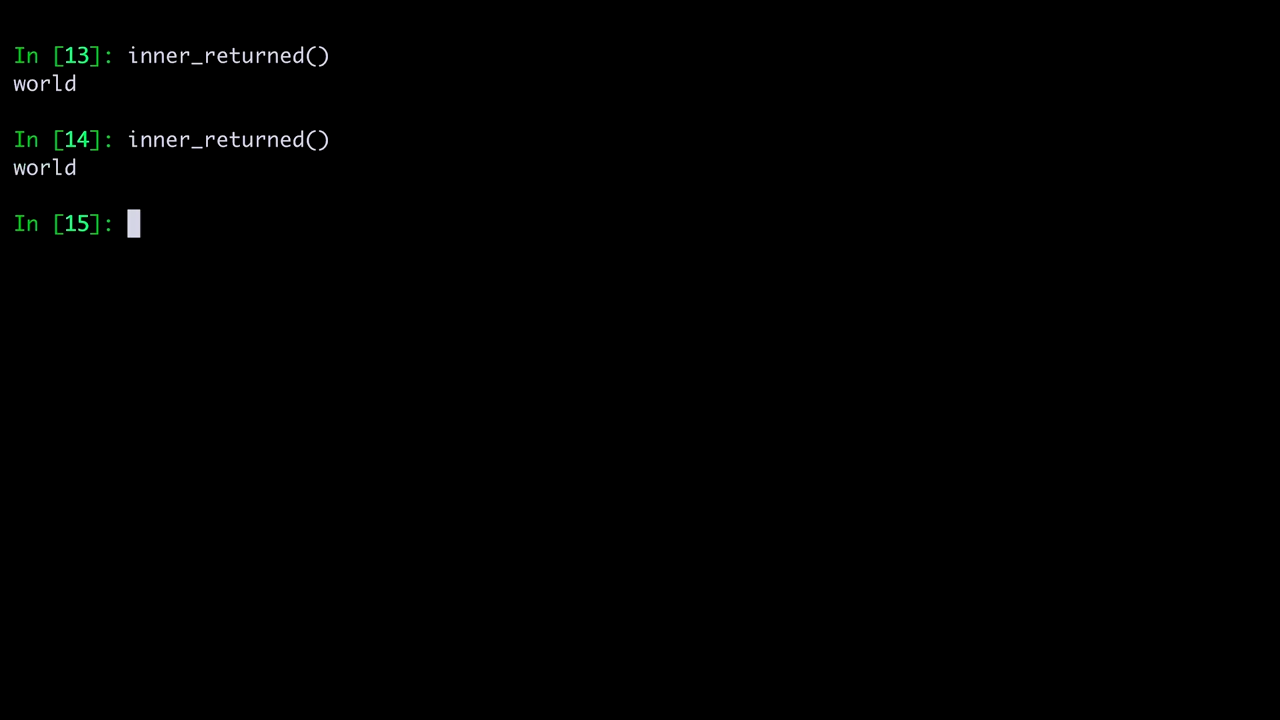 In [13]: inner_returned()
world
In [14]: inner_returned()
world
In [15]: